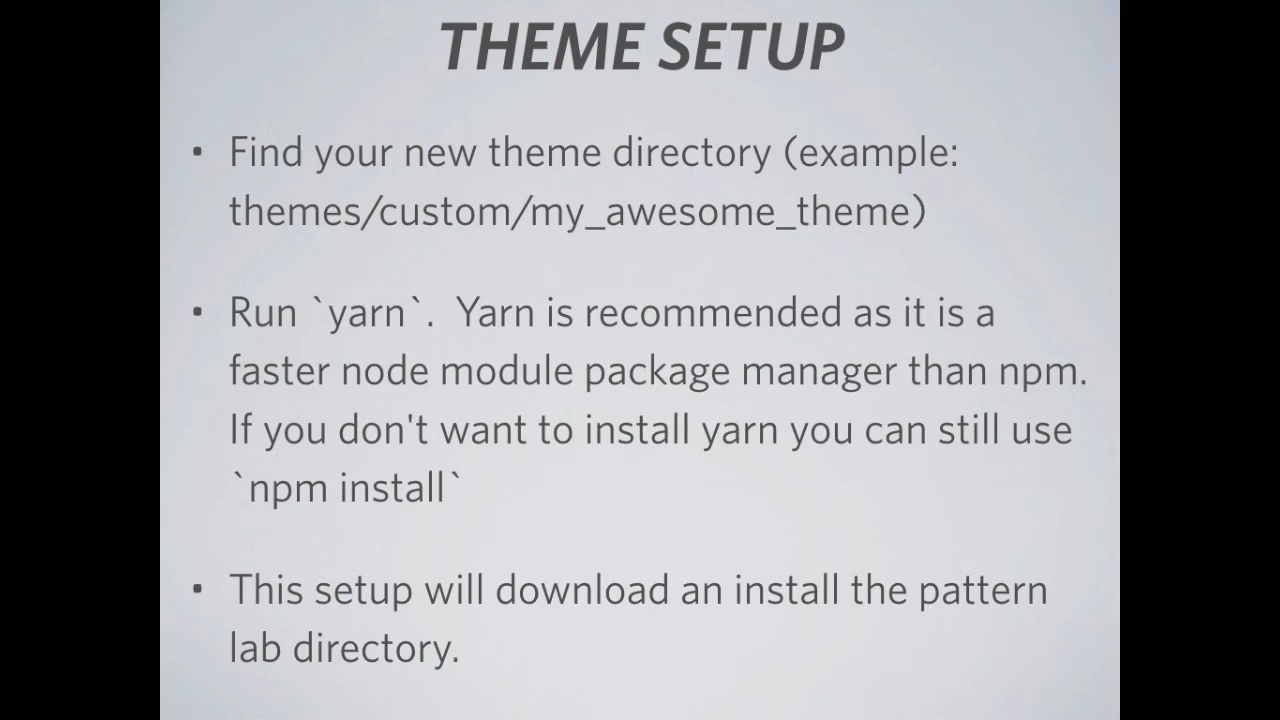 THEME SETUP
• Find your new theme directory (example:
themes/custom/my_awesome_theme)
• Run `yarn`.  Yarn is recommended as it is a
faster node module package manager than npm.
If you don't want to install yarn you can still use
`npm install`
• This setup will download an install the pattern
lab directory.